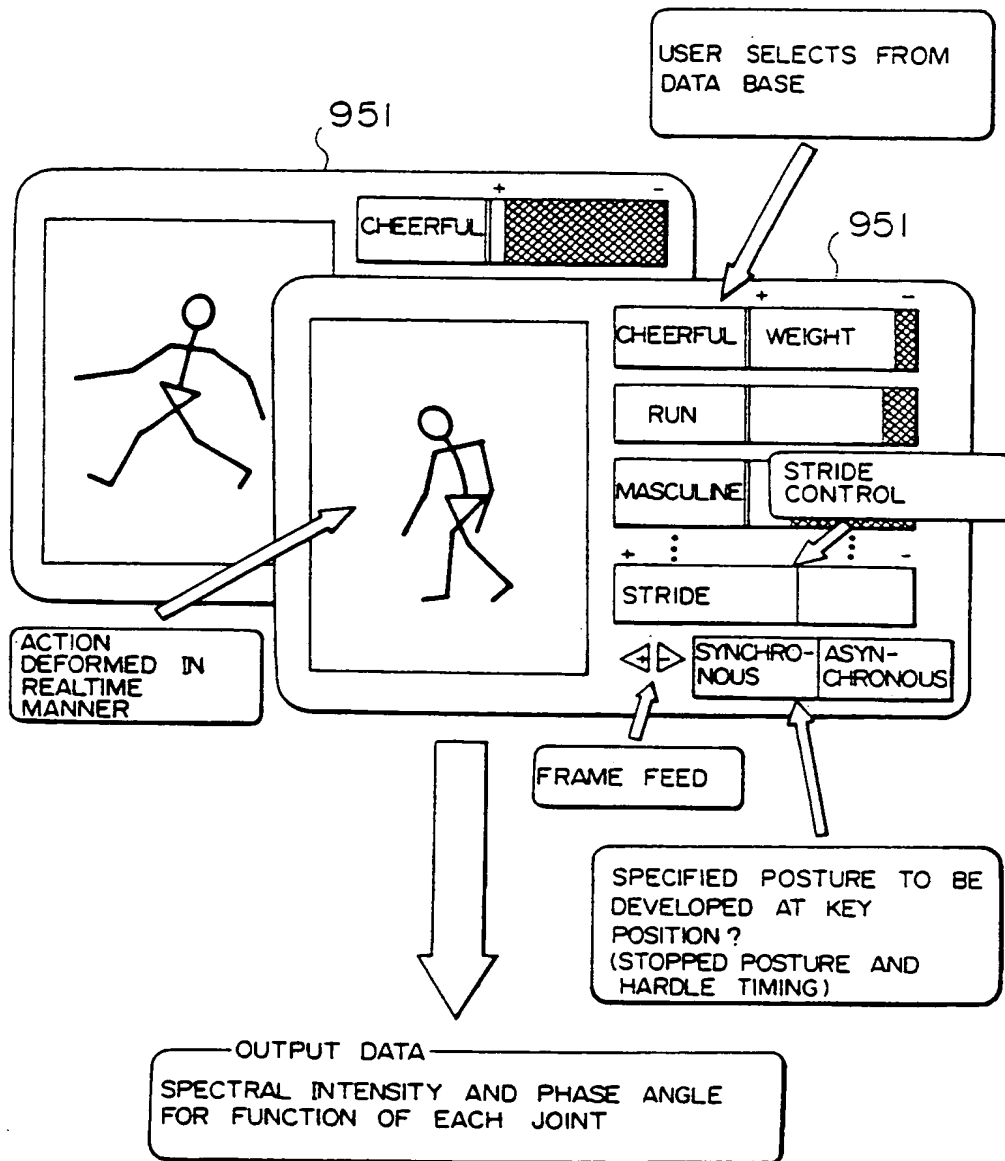 USER SELECTS FROM
DATA BASE
951
951
+ -
CHEERFUL
+ -
CHEERFUL WEIGHT
RUN
MASCULINE
STRIDE
CONTROL
+ -
STRIDE
ACTION
DEFORMED IN
REALTIME
MANNER
+ -
SYNCHRO-
NOUS
ASYN-
CHRONOUS
FRAME FEED
SPECIFIED POSTURE TO BE
DEVELOPED AT KEY
POSITION?
(STOPPED POSTURE AND
HARDLE TIMING)
OUTPUT DATA
SPECTRAL INTENSITY AND PHASE ANGLE
FOR FUNCTION OF EACH JOINT